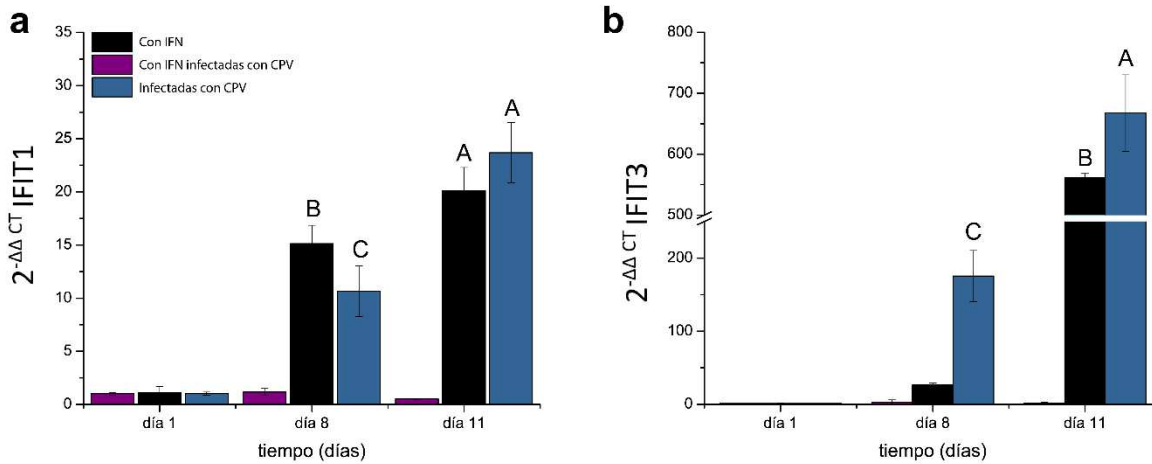 a
35
30
25
20
15
10
5
0
2^-ΔΔ CT IFIT1
Con IFN
Con IFN infectadas con CPV
Infectadas con CPV
B
C
A
A
día 1
día 8
día 11
tiempo (días)
b
800
700
600
500
200
100
0
2^-ΔΔ CT IFIT3
C
B
A
día 1
día 8
día 11
tiempo (días)